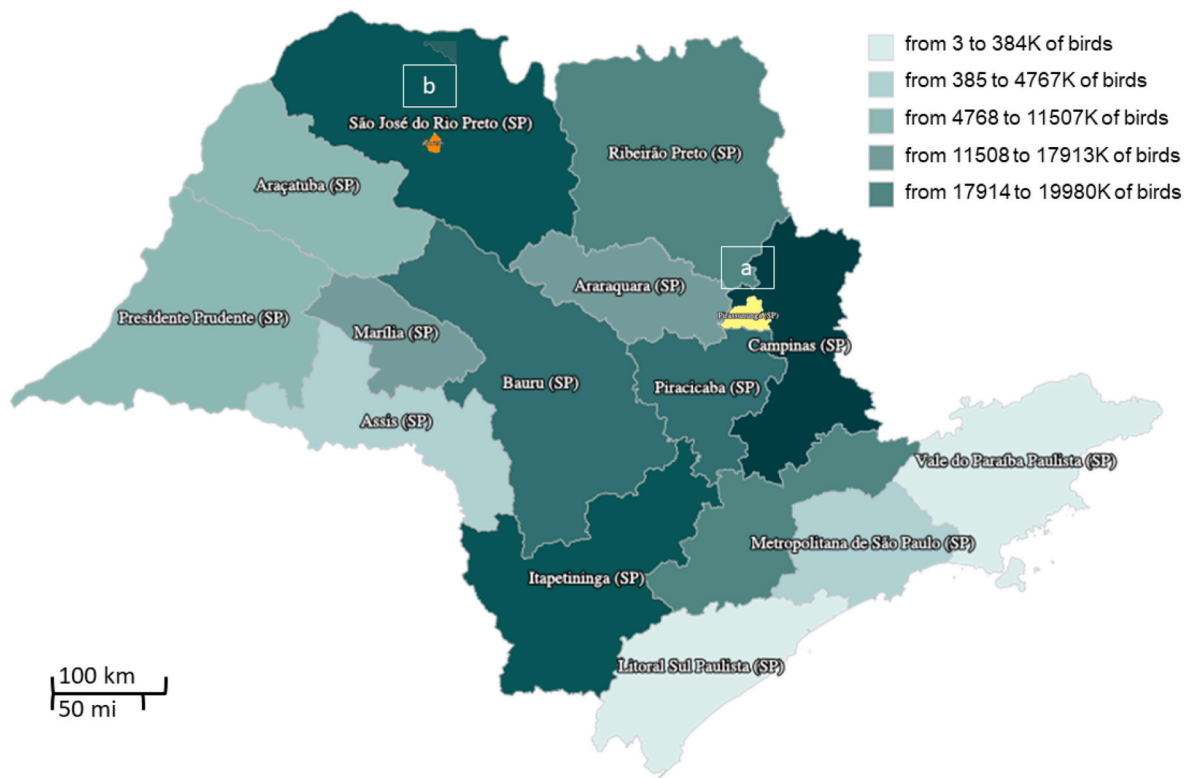 from 3 to 384K of birds
from 385 to 4767K of birds
from 4768 to 11507K of birds
from 11508 to 17913K of birds
from 17914 to 19980K of birds
b
São José do Rio Preto (SP)
Ribeirão Preto (SP)
Araçatuba (SP)
a
Araraquara (SP)
Pirassununga (SP)
Presidente Prudente (SP)
Marília (SP)
Campinas (SP)
Bauru (SP)
Piracicaba (SP)
Assis (SP)
Vale do Paraíba Paulista (SP)
Metropolitana de São Paulo (SP)
Itapetininga (SP)
Litoral Sul Paulista (SP)
100 km
50 mi